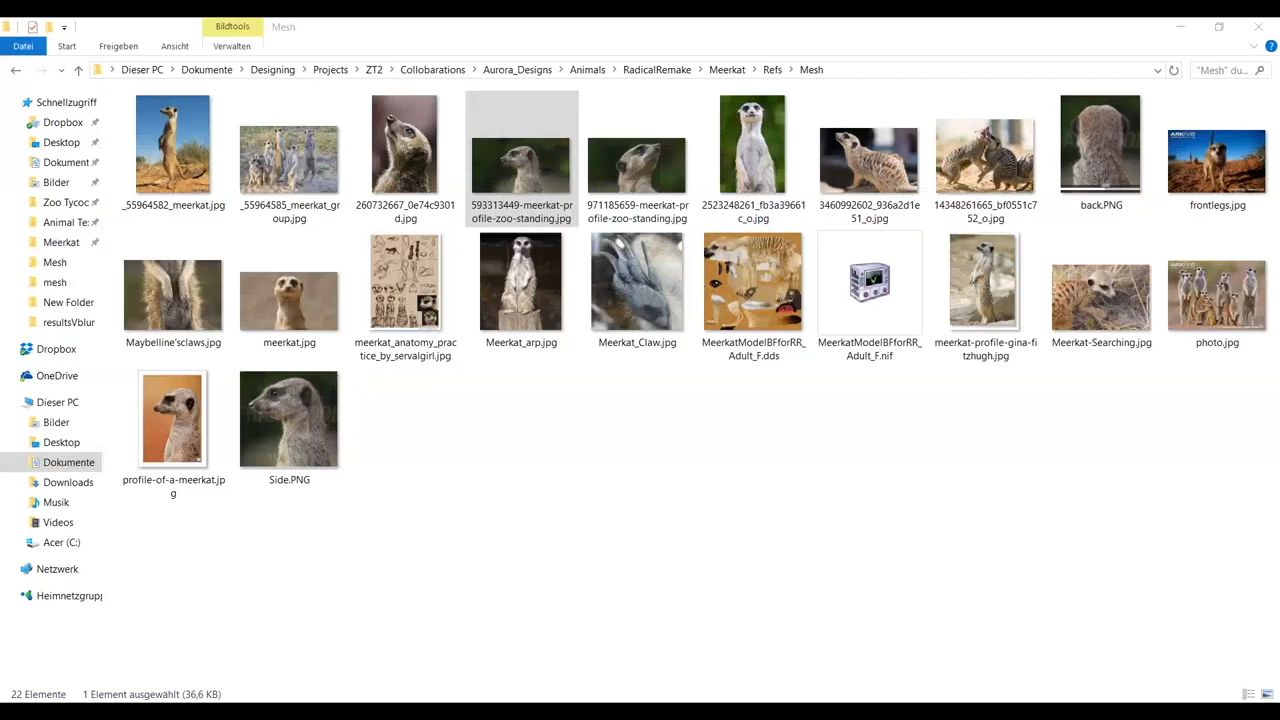 Bildtools
Mesh
Datei Start Freigeben Ansicht Verwalten
Dieser PC Dokumente Designing Projects ZT2 Collobarations Aurora_Designs Animals RadicalRemake Meerkat Refs Mesh
"Mesh" du...
Schnellzugriff
Dropbox
Desktop
Dokument
Bilder
Zoo Tycoc
Animal Te:
Meerkat
Mesh
mesh
New Folder
resultsVblur
Dropbox
OneDrive
Dieser PC
Bilder
Desktop
Dokumente
Downloads
Musik
Videos
Acer (C:)
Netzwerk
Heimnetzgrupp
_55964582_meerkat.jpg
_55964585_meerkat_gr
oup.jpg
260732667_0e74c9301
d.jpg
593313449-meerkat-pr
ofile-zoo-standing.jpg
971185659-meerkat-pr
ofile-zoo-standing.jpg
2523248261_fb3a39661
c_o.jpg
3460992602_936a2d1e
51_o.jpg
14348261665_bf0551c7
52_o.jpg
back.PNG
ARKIVE
frontlegs.jpg
Maybelline'sclaws.jpg
meerkat.jpg
meerkat_anatomy_prac
tice_by_servalgirl.jpg
Meerkat_arp.jpg
Meerkat_Claw.jpg
MeerkatModelBFforRR_
Adult_F.dds
MeerkatModelBFforRR_
Adult_F.nif
meerkat-profile-gina-fi
tzhugh.jpg
Meerkat-Searching.jpg
ARKIVE
photo.jpg
profile-of-a-meerkat.jp
g
Side.PNG
22 Elemente 1 Element ausgewählt (36,6 KB)